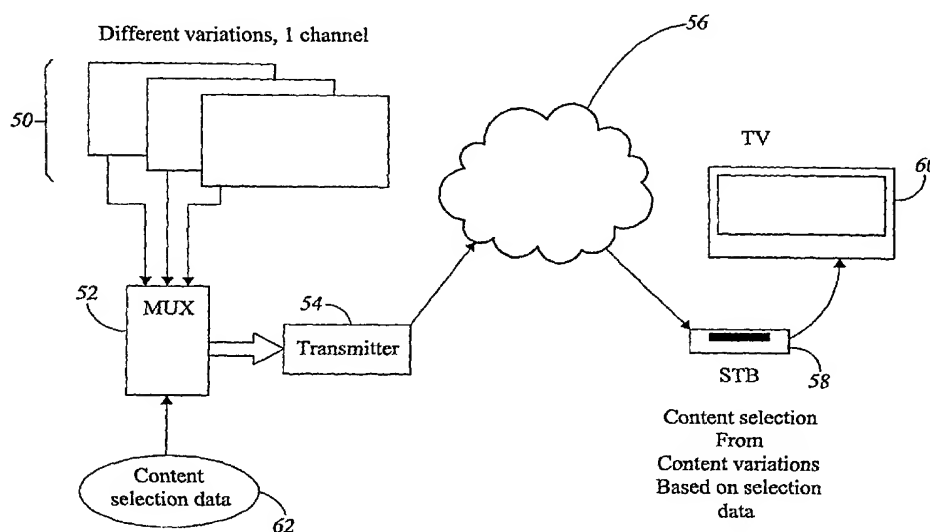 Different variations, 1 channel
50
56
TV
60
52
MUX
54
Transmitter
STB
58
Content
selection data
62
Content selection
From
Content variations
Based on selection
data